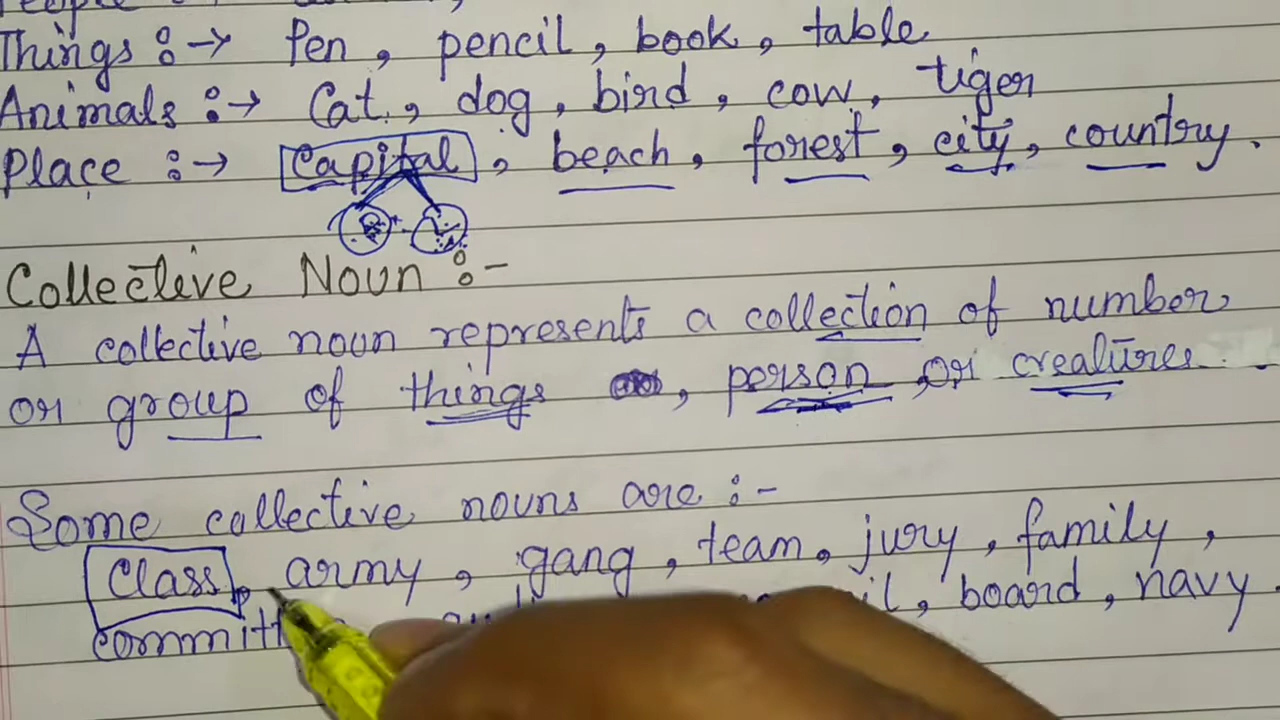 Things :→ Pen, pencil, book, table
Animals :→ Cat, dog, bird, cow, tiger
Place :→ Capital, beach, forest, city, country.
Collective Noun :-
A collective noun represents a collection of number
or group of things , person or creatures.
Some collective nouns are :-
Class, army, gang, team, jury, family,
board, navy